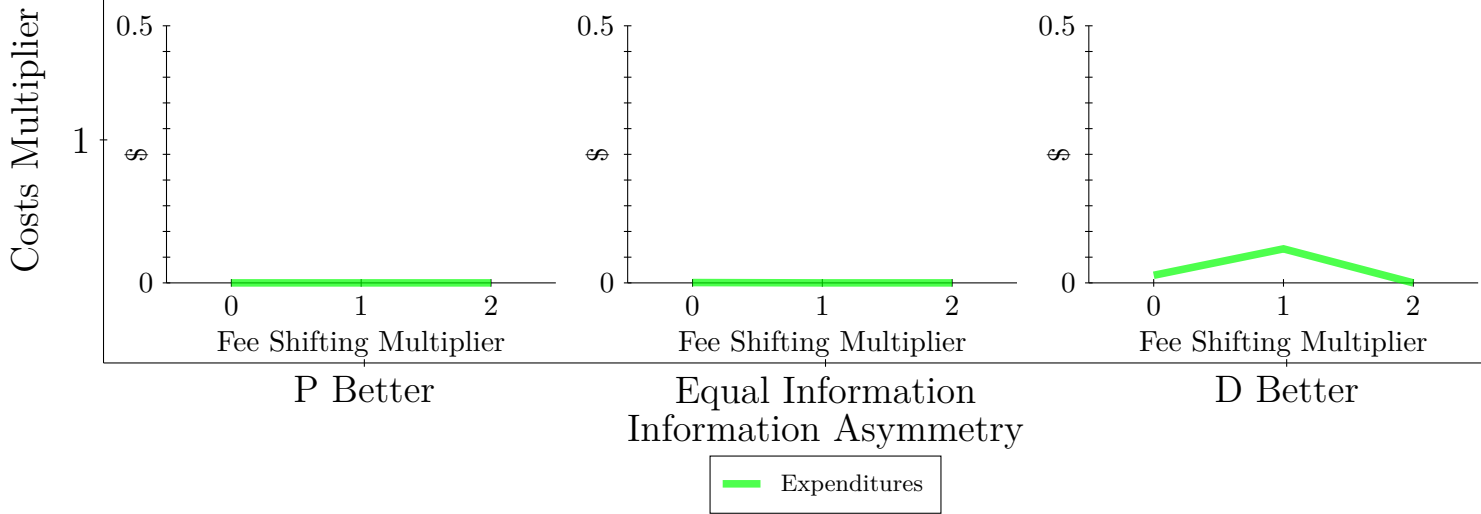 Costs Multiplier
1
0.5
$
0
0 1 2
Fee Shifting Multiplier
P Better
0.5
$
0
0 1 2
Fee Shifting Multiplier
Equal Information
0.5
$
0
0 1 2
Fee Shifting Multiplier
D Better
Information Asymmetry
Expenditures